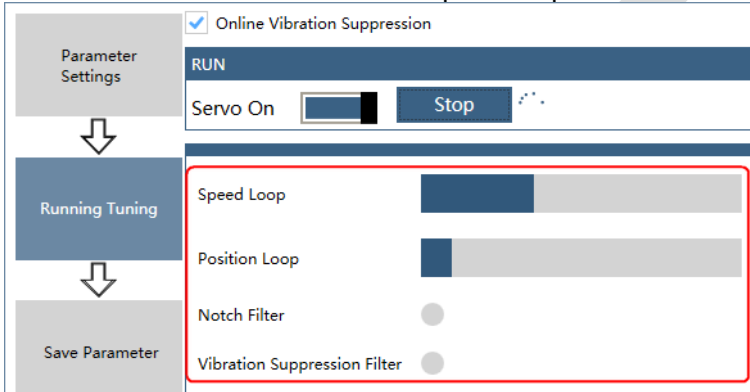 Online Vibration Suppression
Parameter
Settings
RUN
Servo On
Stop
Running Tuning
Speed Loop
Position Loop
Notch Filter
Save Parameter
Vibration Suppression Filter